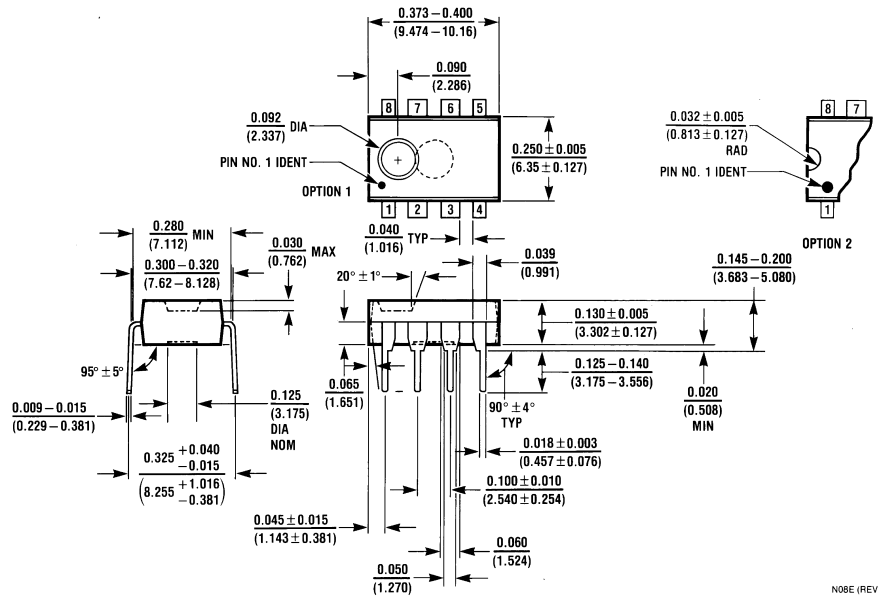 0.373–0.400
(9.474–10.16)
0.090
(2.286)
8 7 6 5
0.092
(2.337) DIA
PIN NO. 1 IDENT
OPTION 1
0.250 ± 0.005
(6.35 ± 0.127)
1 2 3 4
0.032 ± 0.005
(0.813 ± 0.127)
RAD
PIN NO. 1 IDENT
8 7
1
OPTION 2
0.280
(7.112) MIN
0.300–0.320
(7.62–8.128)
0.030
(0.762) MAX
0.040
(1.016) TYP
0.039
(0.991)
20° ± 1°
0.145–0.200
(3.683–5.080)
0.130 ± 0.005
(3.302 ± 0.127)
0.125–0.140
(3.175–3.556)
0.020
(0.508)
MIN
95° ± 5°
0.009–0.015
(0.229–0.381)
0.125
(3.175)
DIA
NOM
0.065
(1.651)
90° ± 4°
TYP
0.018 ± 0.003
(0.457 ± 0.076)
0.325 +0.040
−0.015
(8.255 +1.016
−0.381)
0.100 ± 0.010
(2.540 ± 0.254)
0.045 ± 0.015
(1.143 ± 0.381)
0.060
(1.524)
0.050
(1.270)
N08E (REV